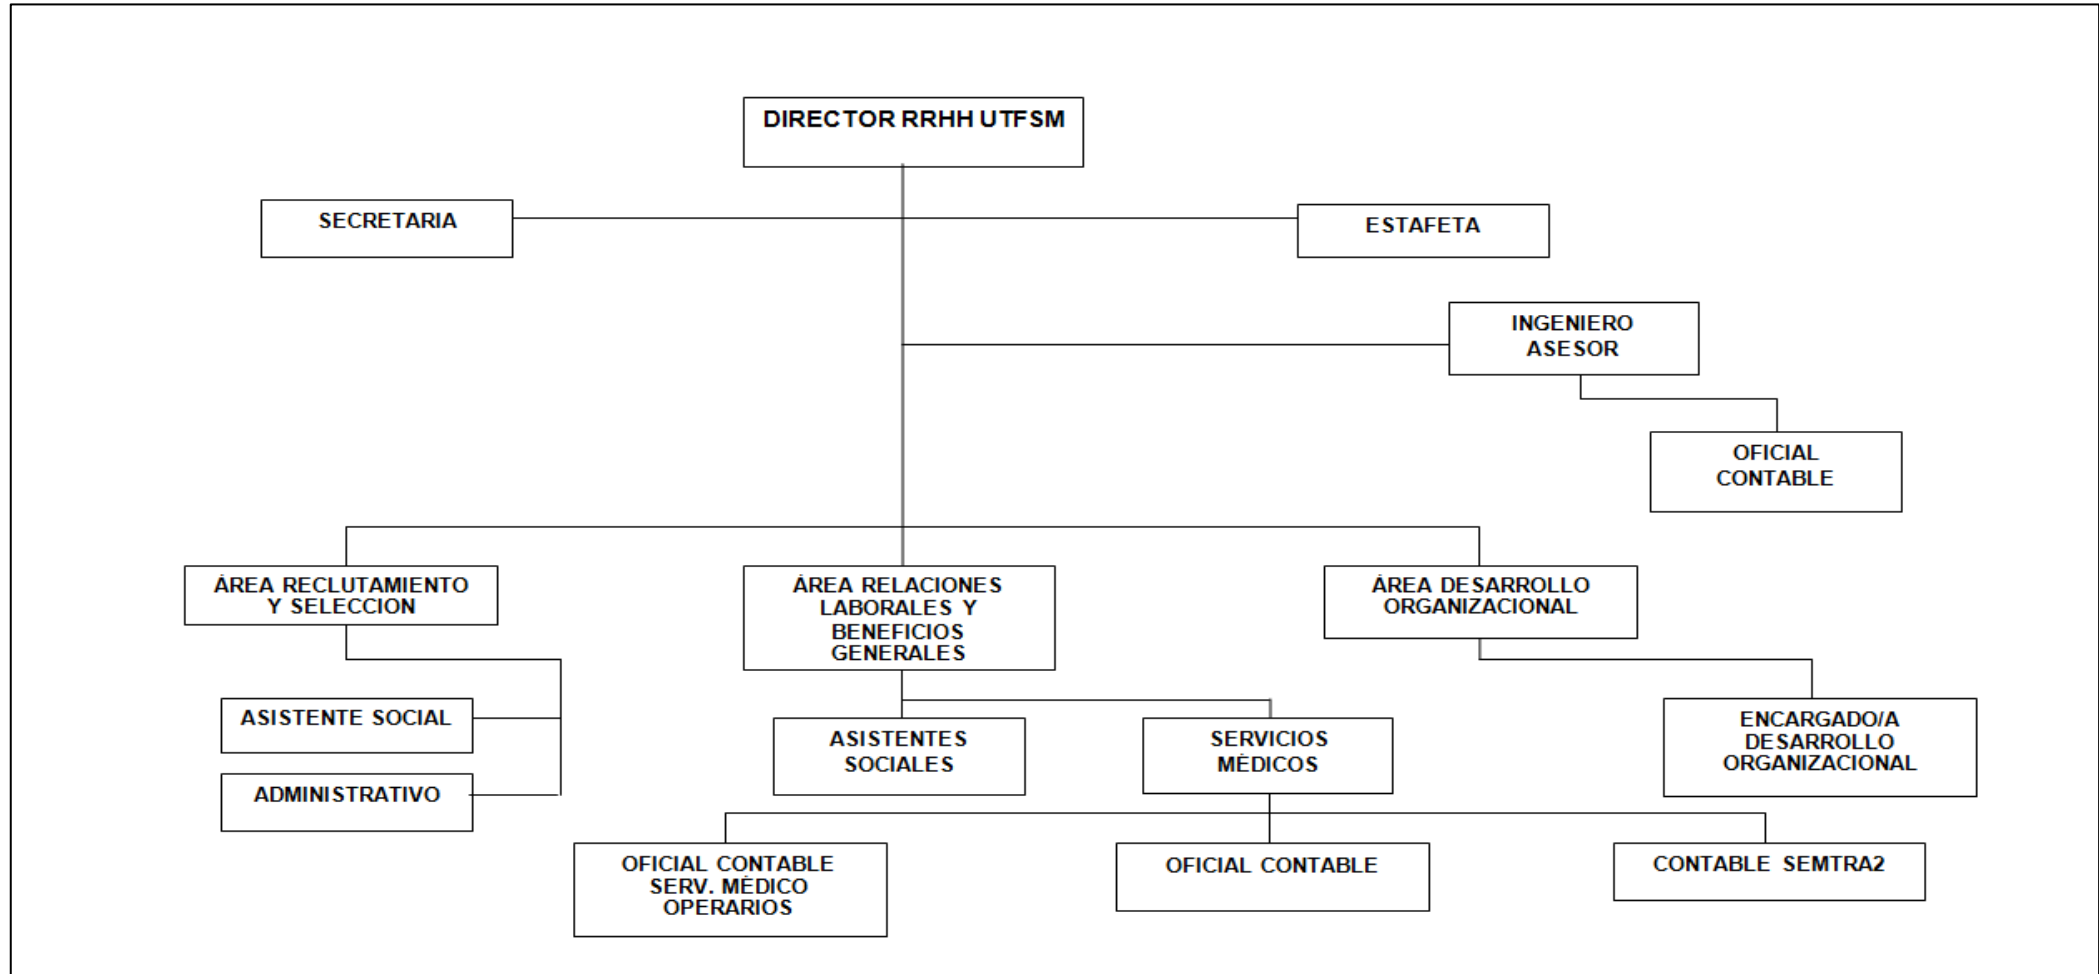 DIRECTOR RRHH UTFSM
SECRETARIA
ESTAFETA
INGENIERO
ASESOR
OFICIAL
CONTABLE
ÁREA RECLUTAMIENTO
Y SELECCION
ÁREA RELACIONES
LABORALES Y
BENEFICIOS
GENERALES
ÁREA DESARROLLO
ORGANIZACIONAL
ASISTENTE SOCIAL
ADMINISTRATIVO
ASISTENTES
SOCIALES
SERVICIOS
MÉDICOS
ENCARGADO/A
DESARROLLO
ORGANIZACIONAL
OFICIAL CONTABLE
SERV. MÉDICO
OPERARIOS
OFICIAL CONTABLE
CONTABLE SEMTRA2